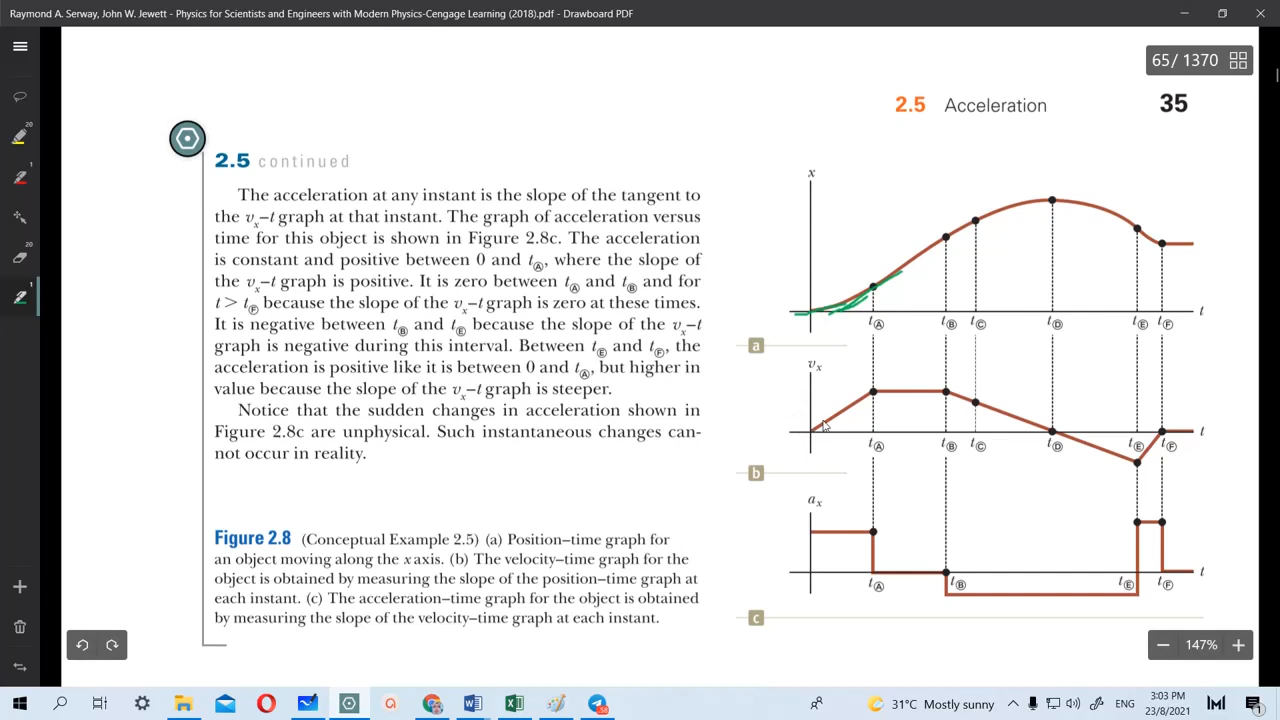 Raymond A. Serway, John W. Jewett - Physics for Scientists and Engineers with Modern Physics-Cengage Learning (2018).pdf - Drawboard PDF
65/ 1370
2.5 Acceleration 35
2.5 continued
The acceleration at any instant is the slope of the tangent to
the vₓ–t graph at that instant. The graph of acceleration versus
time for this object is shown in Figure 2.8c. The acceleration
is constant and positive between 0 and tⒶ, where the slope of
the vₓ–t graph is positive. It is zero between tⒶ and tⒷ and for
t > tⒻ because the slope of the vₓ–t graph is zero at these times.
It is negative between tⒷ and tⒺ because the slope of the vₓ–t
graph is negative during this interval. Between tⒺ and tⒻ, the
acceleration is positive like it is between 0 and tⒶ, but higher in
value because the slope of the vₓ–t graph is steeper.
Notice that the sudden changes in acceleration shown in
Figure 2.8c are unphysical. Such instantaneous changes can-
not occur in reality.
Figure 2.8 (Conceptual Example 2.5) (a) Position–time graph for
an object moving along the x axis. (b) The velocity–time graph for the
object is obtained by measuring the slope of the position–time graph at
each instant. (c) The acceleration–time graph for the object is obtained
by measuring the slope of the velocity–time graph at each instant.
x
t
tⒶ tⒷ tⒸ tⒹ tⒺ tⒻ
a
vₓ
t
tⒶ tⒷ tⒸ tⒹ tⒺ tⒻ
b
aₓ
t
tⒶ tⒷ tⒺ tⒻ
c
20
1
20
1
147%
31°C Mostly sunny
ENG
3:03 PM
23/8/2021
1